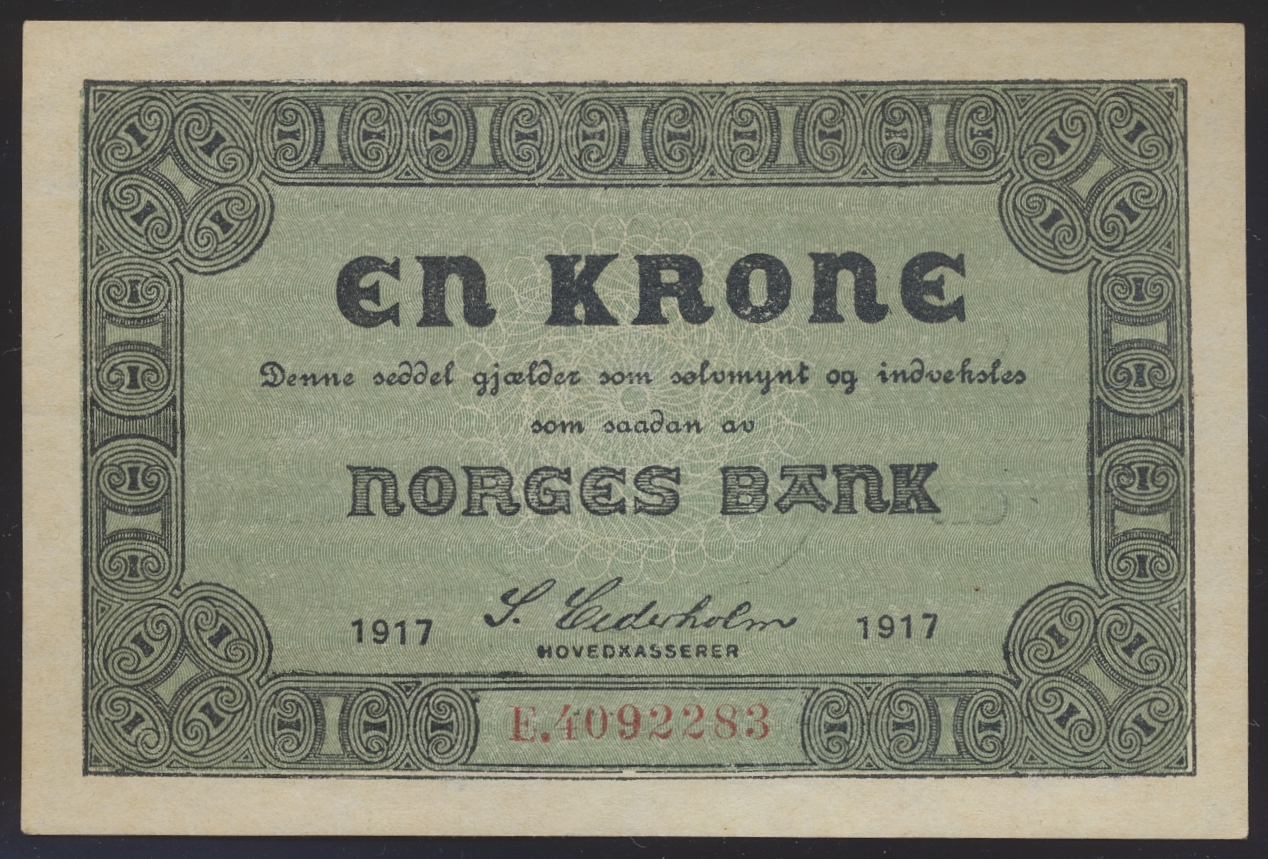 EN KRONE
Denne seddel gjælder som sølvmynt og indveksles
som saadan av
NORGES BANK
1917 S. Cederholm 1917
HOVEDKASSERER
E.4092283